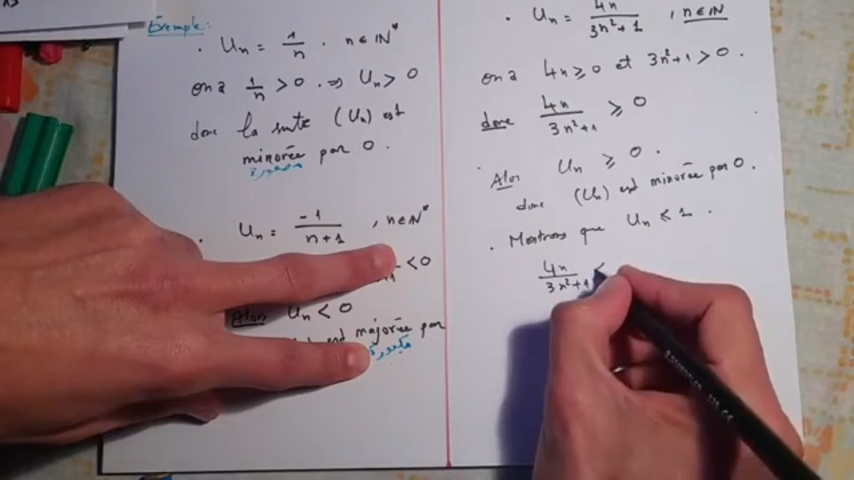 Exemple:
. Un = 1/n . n ∈ IN*
on a 1/n > 0 . ⇒ Un > 0
donc la suite (Un) est
minorée par 0 .
محصورة
. Un = -1/n+1 , n ∈ IN*
< 0
Alors Un < 0
est majorée par
مكبورة
. Un = 4n/3n²+1 , n ∈ IN
on a 4n ⩾ 0 et 3n²+1 > 0 .
donc 4n/3n²+1 ⩾ 0
. Alors Un ⩾ 0 .
donc (Un) est minorée par 0 .
. Montrons que Un ⩽ 1 .
4n/3n²+1 <